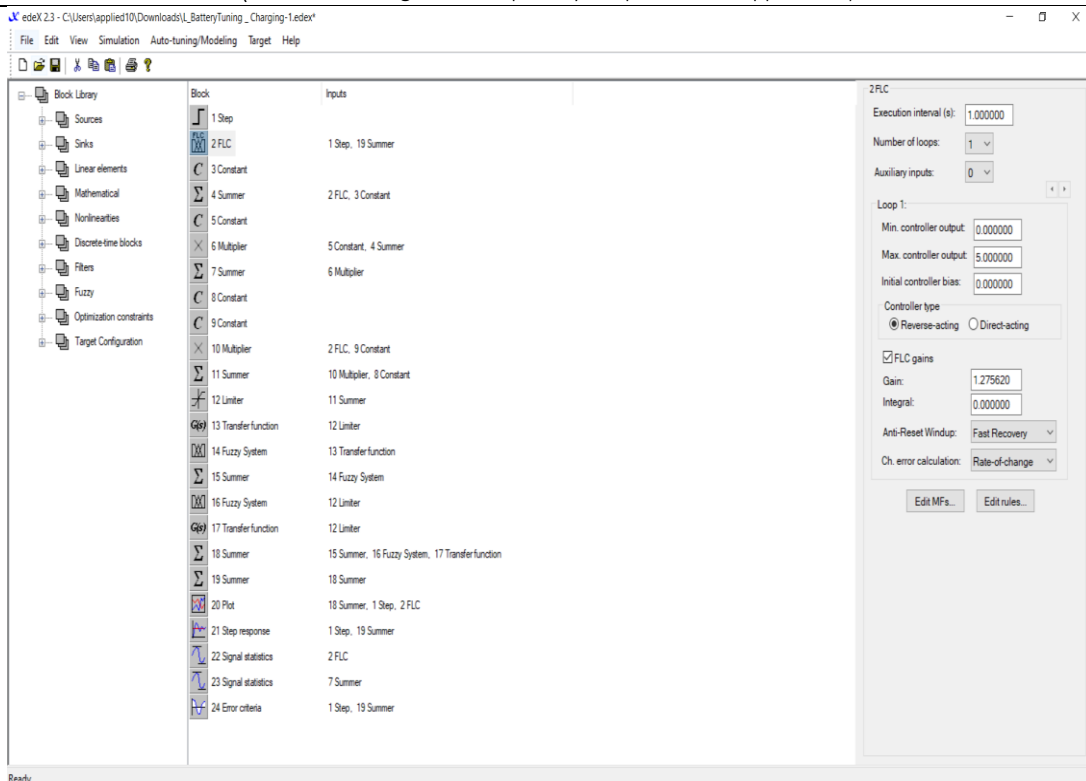 edeX 2.3 - C:\Users\applied10\Downloads\L_BatteryTuning _ Charging-1.edex*
File Edit View Simulation Auto-tuning/Modeling Target Help
Block Library
Sources
Sinks
Linear elements
Mathematical
Nonlinearities
Discrete-time blocks
Filters
Fuzzy
Optimization constraints
Target Configuration
Block Inputs
1 Step
FLC 2 FLC 1 Step, 19 Summer
C 3 Constant
Σ 4 Summer 2 FLC, 3 Constant
C 5 Constant
6 Multiplier 5 Constant, 4 Summer
Σ 7 Summer 6 Multiplier
C 8 Constant
C 9 Constant
10 Multiplier 2 FLC, 9 Constant
Σ 11 Summer 10 Multiplier, 8 Constant
12 Limiter 11 Summer
G(s) 13 Transfer function 12 Limiter
14 Fuzzy System 13 Transfer function
Σ 15 Summer 14 Fuzzy System
16 Fuzzy System 12 Limiter
G(s) 17 Transfer function 12 Limiter
Σ 18 Summer 15 Summer, 16 Fuzzy System, 17 Transfer function
Σ 19 Summer 18 Summer
20 Plot 18 Summer, 1 Step, 2 FLC
21 Step response 1 Step, 19 Summer
22 Signal statistics 2 FLC
23 Signal statistics 7 Summer
24 Error criteria 1 Step, 19 Summer
2 FLC
Execution interval (s): 1.000000
Number of loops: 1
Auxiliary inputs: 0
Loop 1:
Min. controller output: 0.000000
Max. controller output: 5.000000
Initial controller bias: 0.000000
Controller type
Reverse-acting Direct-acting
FLC gains
Gain: 1.275620
Integral: 0.000000
Anti-Reset Windup: Fast Recovery
Ch. error calculation: Rate-of-change
Edit MFs... Edit rules...
Ready